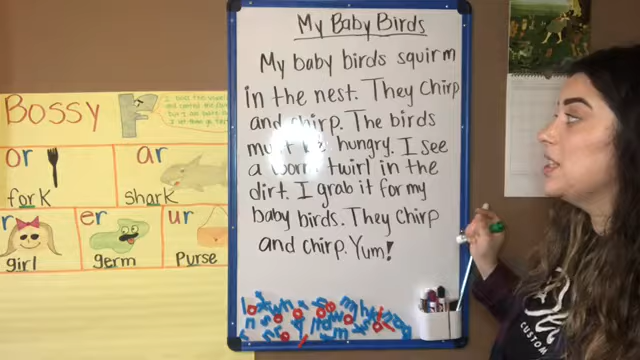 My Baby Birds
My baby birds squirm
in the nest. They Chirp
and chirp. The birds
must be hungry. I see
a worm twirl in the
dirt. I grab it for my
baby birds. They chirp
and chirp. Yum!
Bossy R
or
fork
ar
shark
girl
er
germ
ur
purse
CUSTOM